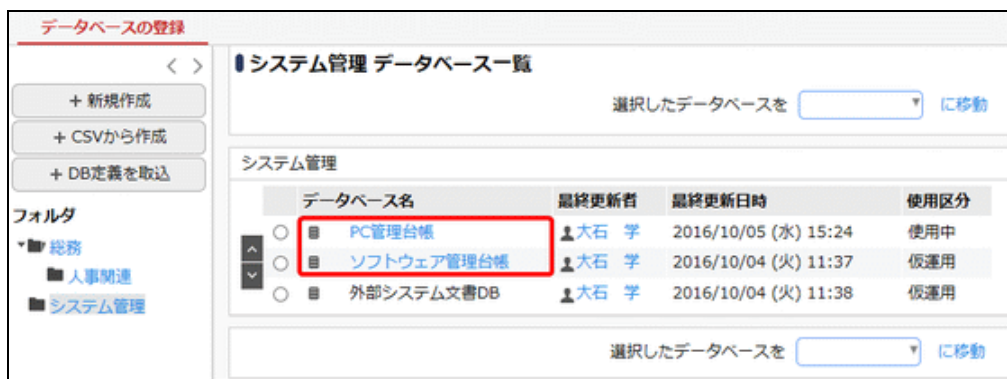 データベースの登録
< >
+ 新規作成
+ CSVから作成
+ DB定義を取込
フォルダ
総務
人事関連
システム管理
システム管理 データベース一覧
選択したデータベースを に移動
システム管理
データベース名 最終更新者 最終更新日時 使用区分
PC管理台帳 大石 学 2016/10/05 (水) 15:24 使用中
ソフトウェア管理台帳 大石 学 2016/10/04 (火) 11:37 仮運用
外部システム文書DB 大石 学 2016/10/04 (火) 11:38 仮運用
選択したデータベースを に移動